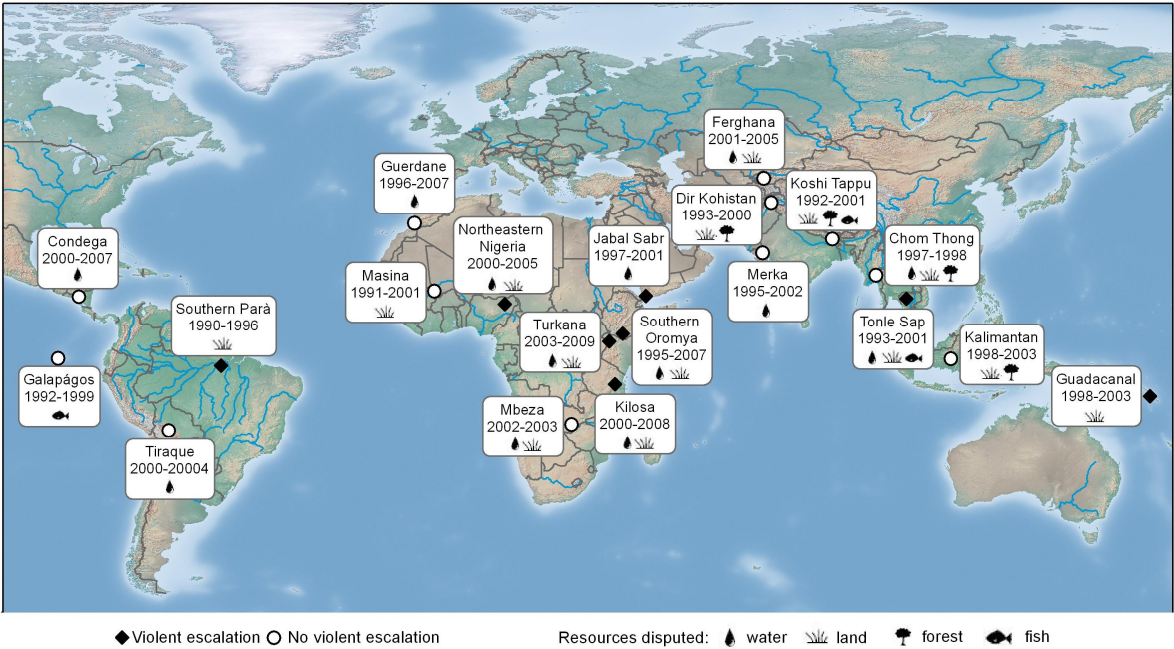 Ferghana
2001-2005
Guerdane
1996-2007
Koshi Tappu
1992-2001
Dir Kohistan
1993-2000
Northeastern
Nigeria
2000-2005
Jabal Sabr
1997-2001
Chom Thong
1997-1998
Condega
2000-2007
Masina
1991-2001
Merka
1995-2002
Southern Parà
1990-1996
Turkana
2003-2009
Southern
Oromya
1995-2007
Tonle Sap
1993-2001
Kalimantan
1998-2003
Galapágos
1992-1999
Guadacanal
1998-2003
Mbeza
2002-2003
Kilosa
2000-2008
Tiraque
2000-20004
Violent escalation No violent escalation Resources disputed: water land forest fish